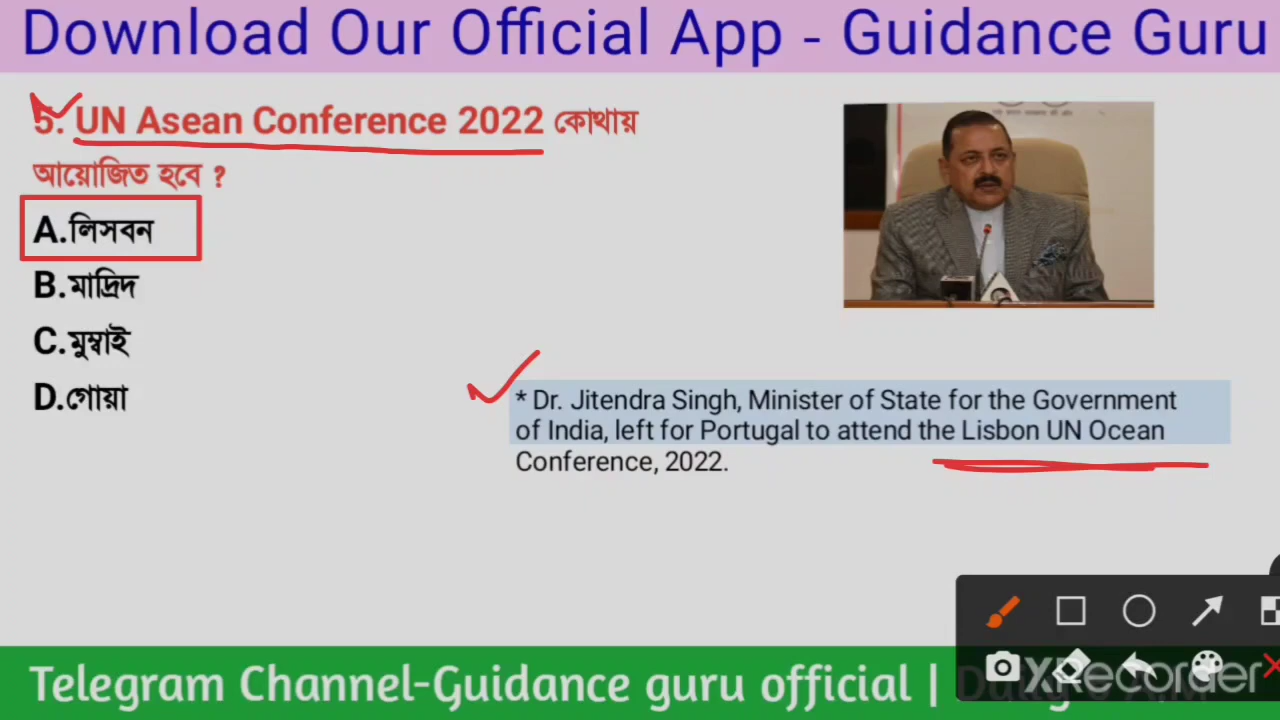 Download Our Official App - Guidance Guru
5. UN Asean Conference 2022 কোথায়
আয়োজিত হবে ?
A.লিসবন
B.মাদ্রিদ
C.মুম্বাই
D.গোয়া
* Dr. Jitendra Singh, Minister of State for the Government
of India, left for Portugal to attend the Lisbon UN Ocean
Conference, 2022.
Telegram Channel-Guidance guru official |
XRecorder